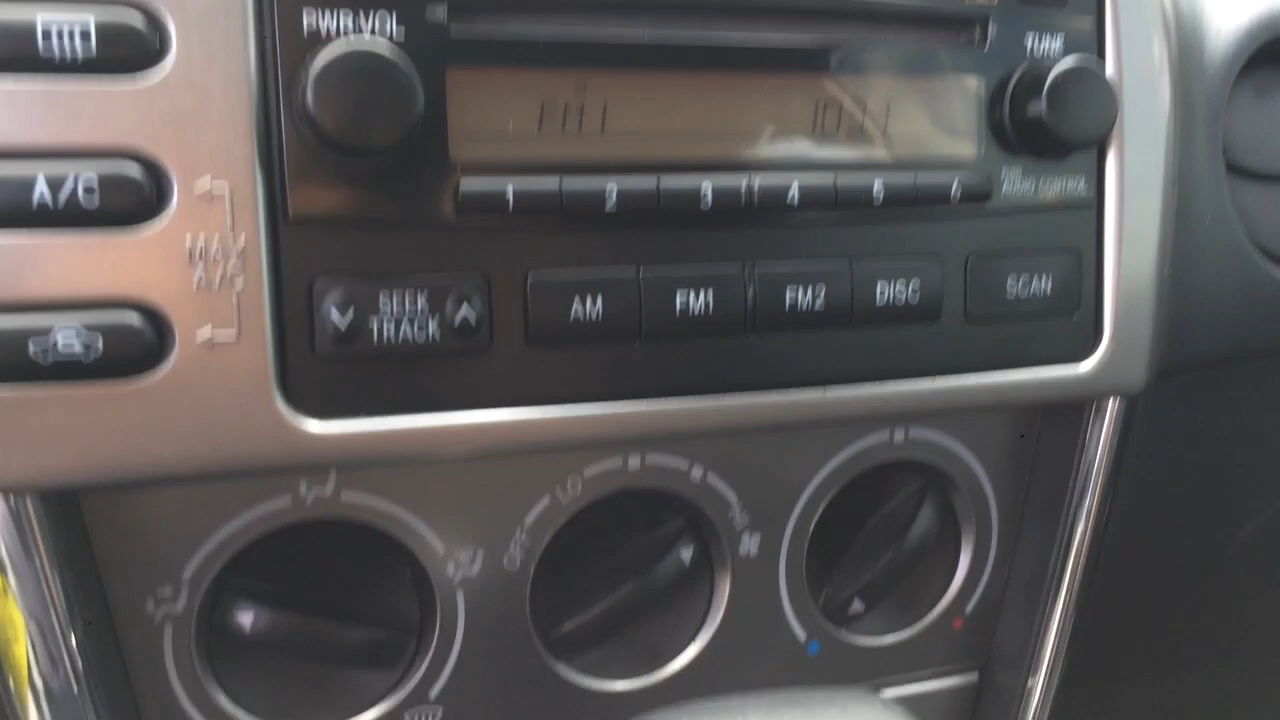 PWR·VOL
TUNE
FM1
1 2 3 4 5 6
AUDIO CONTROL
A/C
MAX
A/C
SEEK
TRACK
AM FM1 FM2 DISC SCAN
OFF LO HI